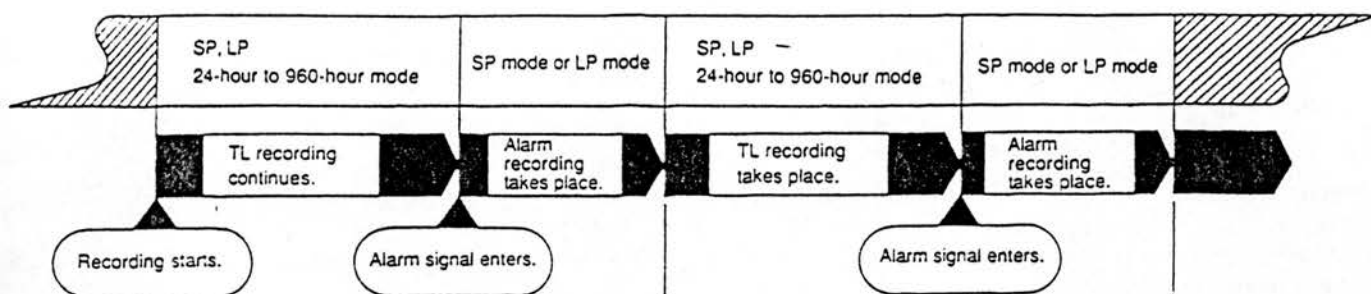 SP, LP
24-hour to 960-hour mode
SP mode or LP mode
SP, LP
24-hour to 960-hour mode
SP mode or LP mode
TL recording
continues.
Alarm
recording
takes place.
TL recording
takes place.
Alarm
recording
takes place.
Recording starts.
Alarm signal enters.
Alarm signal enters.